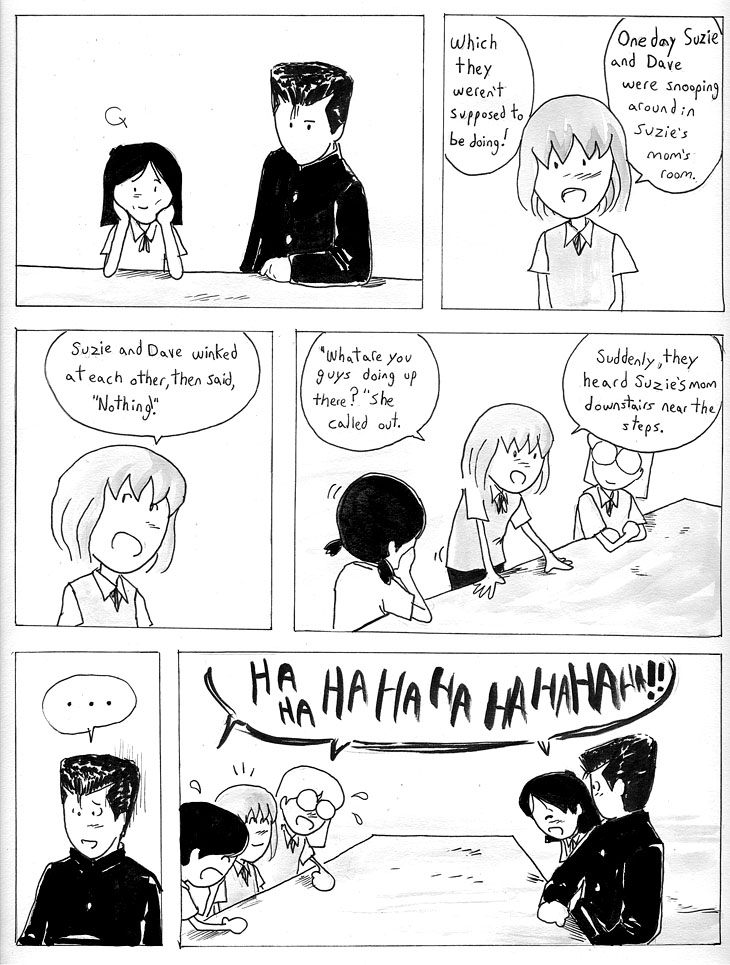 One day Suzie
and Dave
were snooping
around in
Suzie's
mom's
room.
Which
they
weren't
supposed to
be doing!
Suddenly, they
heard Suzie's mom
downstairs near the
steps.
"What are you
guys doing up
there?" she
called out.
Suzie and Dave winked
at each other, then said,
"Nothing!"
HA
HA HA HA HA HA HA HA HA!!
...